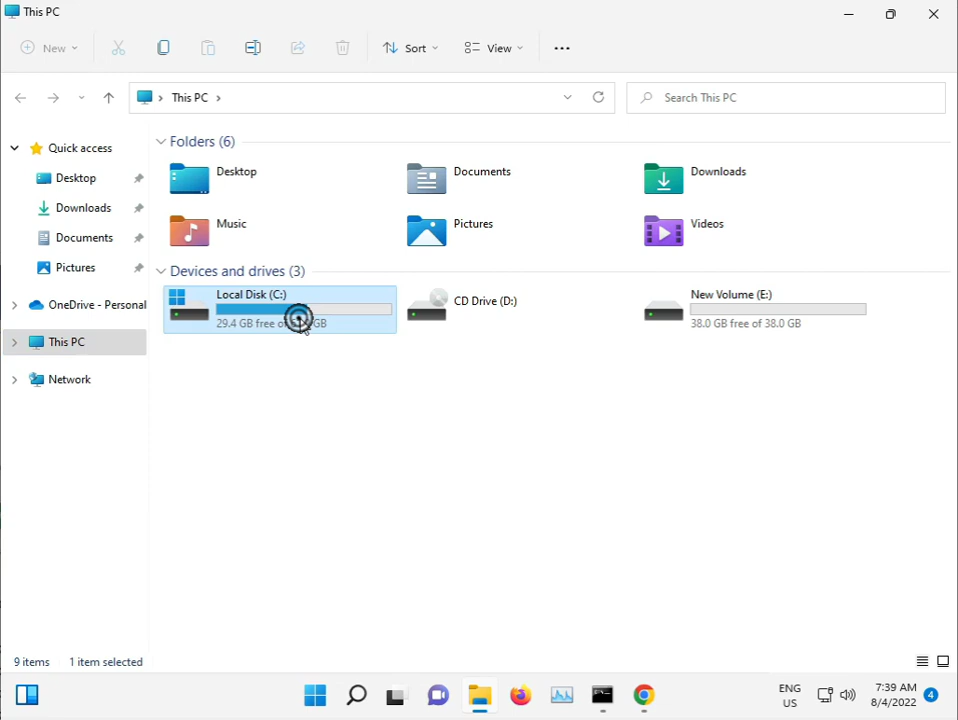 This PC
New
Sort
View
This PC
Search This PC
Quick access
Desktop
Downloads
Documents
Pictures
OneDrive - Personal
This PC
Network
Folders (6)
Desktop
Documents
Downloads
Music
Pictures
Videos
Devices and drives (3)
Local Disk (C:)
29.4 GB free of GB
CD Drive (D:)
New Volume (E:)
38.0 GB free of 38.0 GB
9 items 1 item selected
ENG
US
7:39 AM
8/4/2022
4